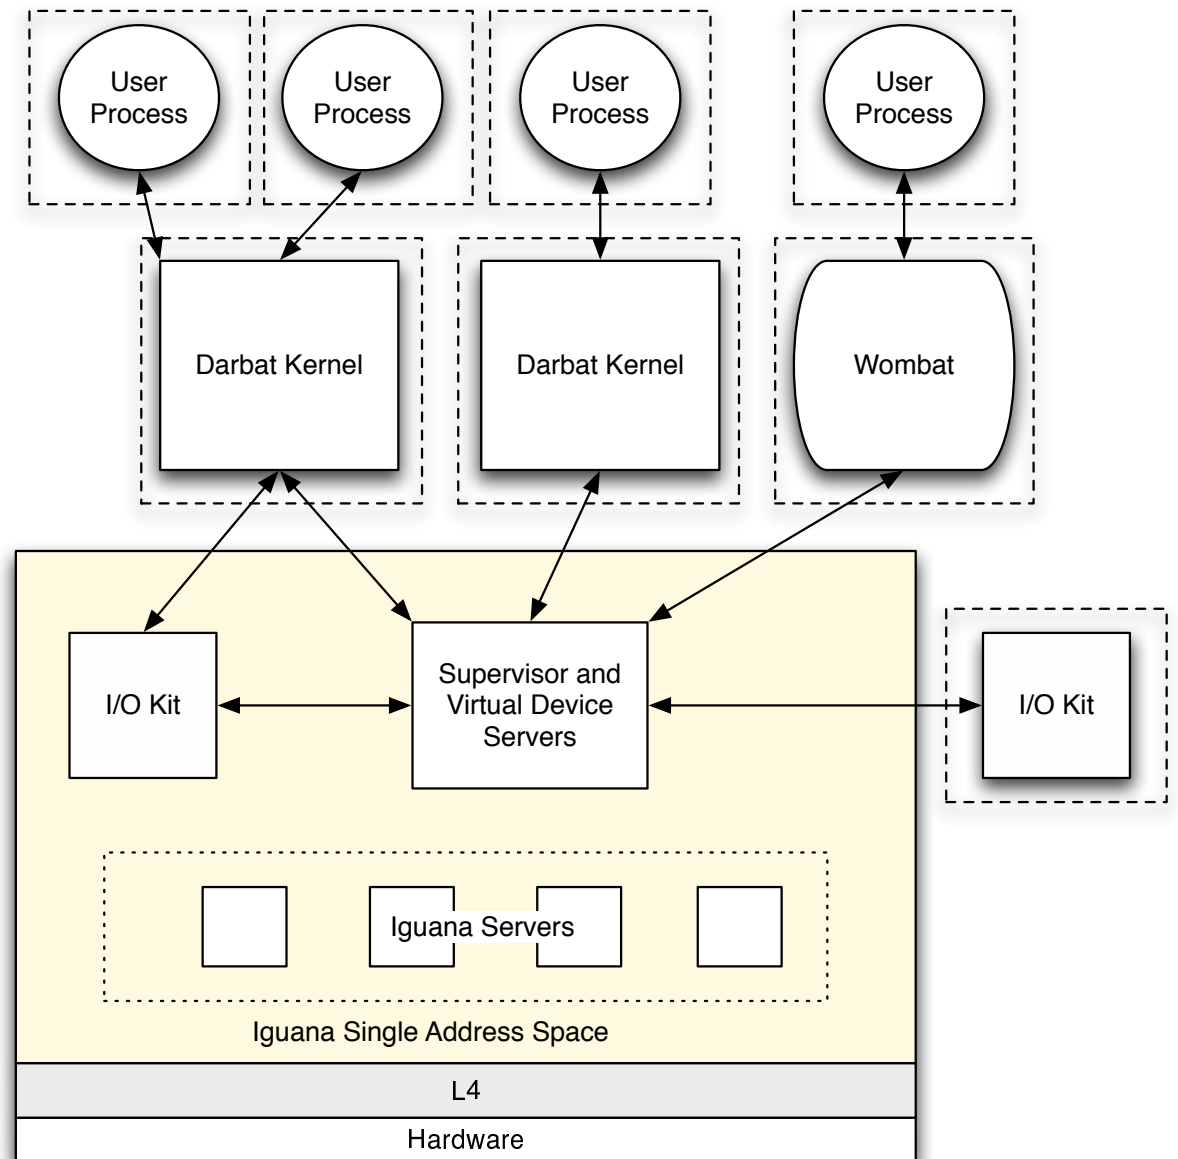 User
Process
User
Process
User
Process
User
Process
Darbat Kernel
Darbat Kernel
Wombat
I/O Kit
Supervisor and
Virtual Device
Servers
I/O Kit
Iguana Servers
Iguana Single Address Space
L4
Hardware